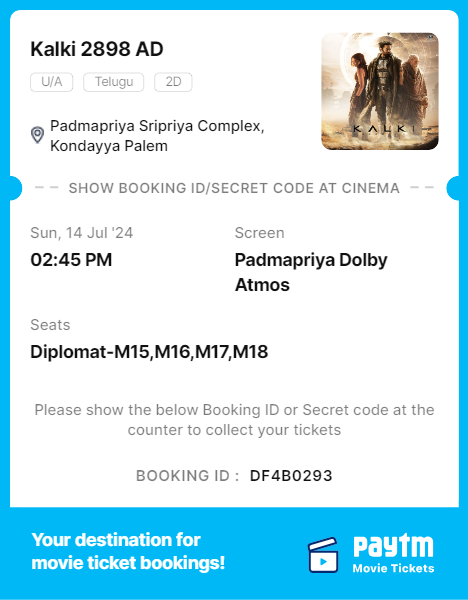 Kalki 2898 AD
U/A Telugu 2D
KALKI
Padmapriya Sripriya Complex,
Kondayya Palem
SHOW BOOKING ID/SECRET CODE AT CINEMA
Sun, 14 Jul '24
02:45 PM
Screen
Padmapriya Dolby
Atmos
Seats
Diplomat-M15,M16,M17,M18
Please show the below Booking ID or Secret code at the
counter to collect your tickets
BOOKING ID : DF4B0293
Your destination for
movie ticket bookings!
paytm
Movie Tickets